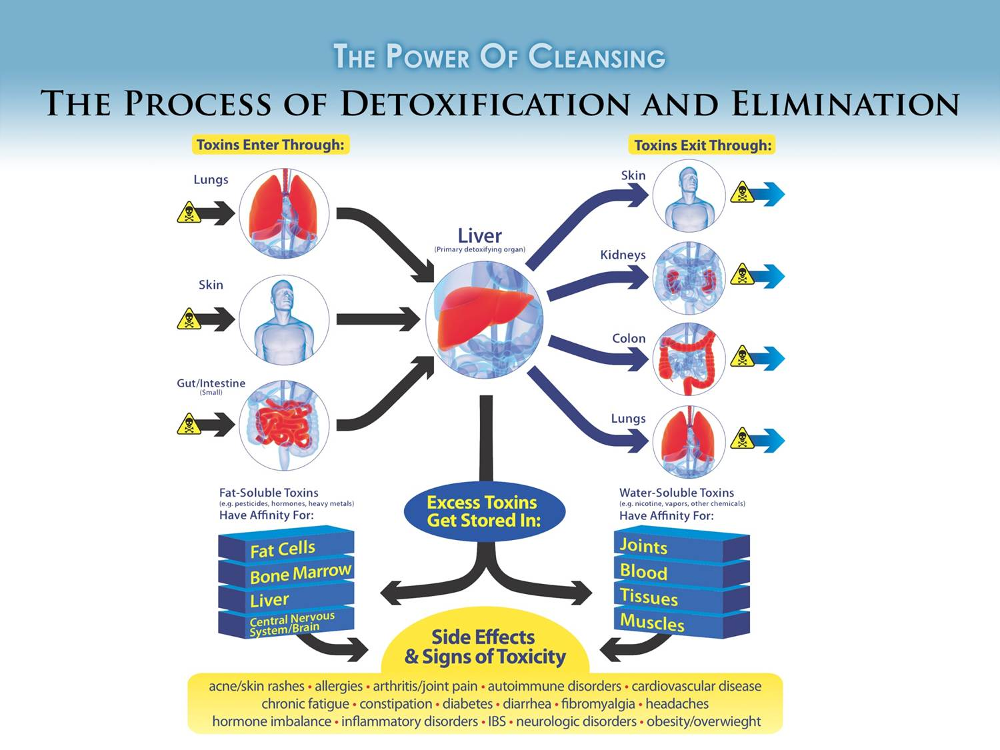 THE POWER OF CLEANSING
THE PROCESS OF DETOXIFICATION AND ELIMINATION
Toxins Enter Through:
Lungs
Skin
Gut/Intestine
(Small)
Liver
(Primary detoxifying organ)
Toxins Exit Through:
Skin
Kidneys
Colon
Lungs
Excess Toxins
Get Stored In:
Fat-Soluble Toxins
(e.g. pesticides, hormones, heavy metals)
Have Affinity For:
Fat Cells
Bone Marrow
Liver
Central Nervous
System/Brain
Water-Soluble Toxins
(e.g. nicotine, vapors, other chemicals)
Have Affinity For:
Joints
Blood
Tissues
Muscles
Side Effects
& Signs of Toxicity
acne/skin rashes • allergies • arthritis/joint pain • autoimmune disorders • cardiovascular disease
chronic fatigue • constipation • diabetes • diarrhea • fibromyalgia • headaches
hormone imbalance • inflammatory disorders • IBS • neurologic disorders • obesity/overwieght